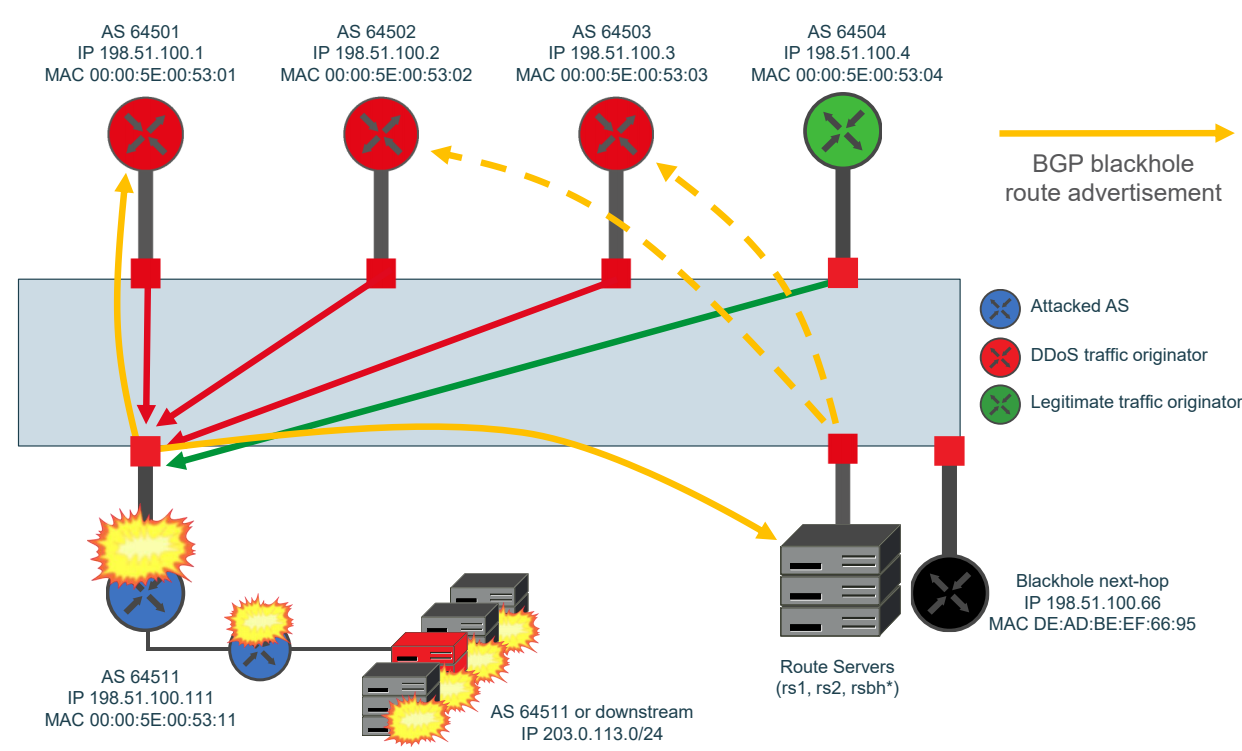 AS 64501
IP 198.51.100.1
MAC 00:00:5E:00:53:01
AS 64502
IP 198.51.100.2
MAC 00:00:5E:00:53:02
AS 64503
IP 198.51.100.3
MAC 00:00:5E:00:53:03
AS 64504
IP 198.51.100.4
MAC 00:00:5E:00:53:04
BGP blackhole
route advertisement
Attacked AS
DDoS traffic originator
Legitimate traffic originator
Blackhole next-hop
IP 198.51.100.66
MAC DE:AD:BE:EF:66:95
Route Servers
(rs1, rs2, rsbh*)
AS 64511
IP 198.51.100.111
MAC 00:00:5E:00:53:11
AS 64511 or downstream
IP 203.0.113.0/24